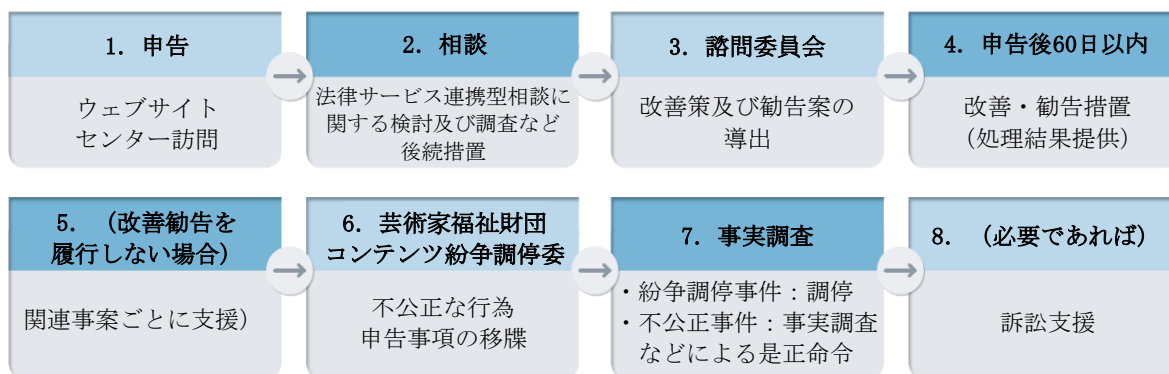 1. 申告
ウェブサイト
センター訪問
→
2. 相談
法律サービス連携型相談に
関する検討及び調査など
後続措置
→
3. 諮問委員会
改善策及び勧告案の
導出
→
4. 申告後60日以内
改善・勧告措置
(処理結果提供)
5. (改善勧告を
履行しない場合)
関連事案ごとに支援)
→
6. 芸術家福祉財団
コンテンツ紛争調停委
不公正な行為
申告事項の移牒
→
7. 事実調査
・紛争調停事件：調停
・不公正事件：事実調査
などによる是正命令
→
8. (必要であれば)
訴訟支援